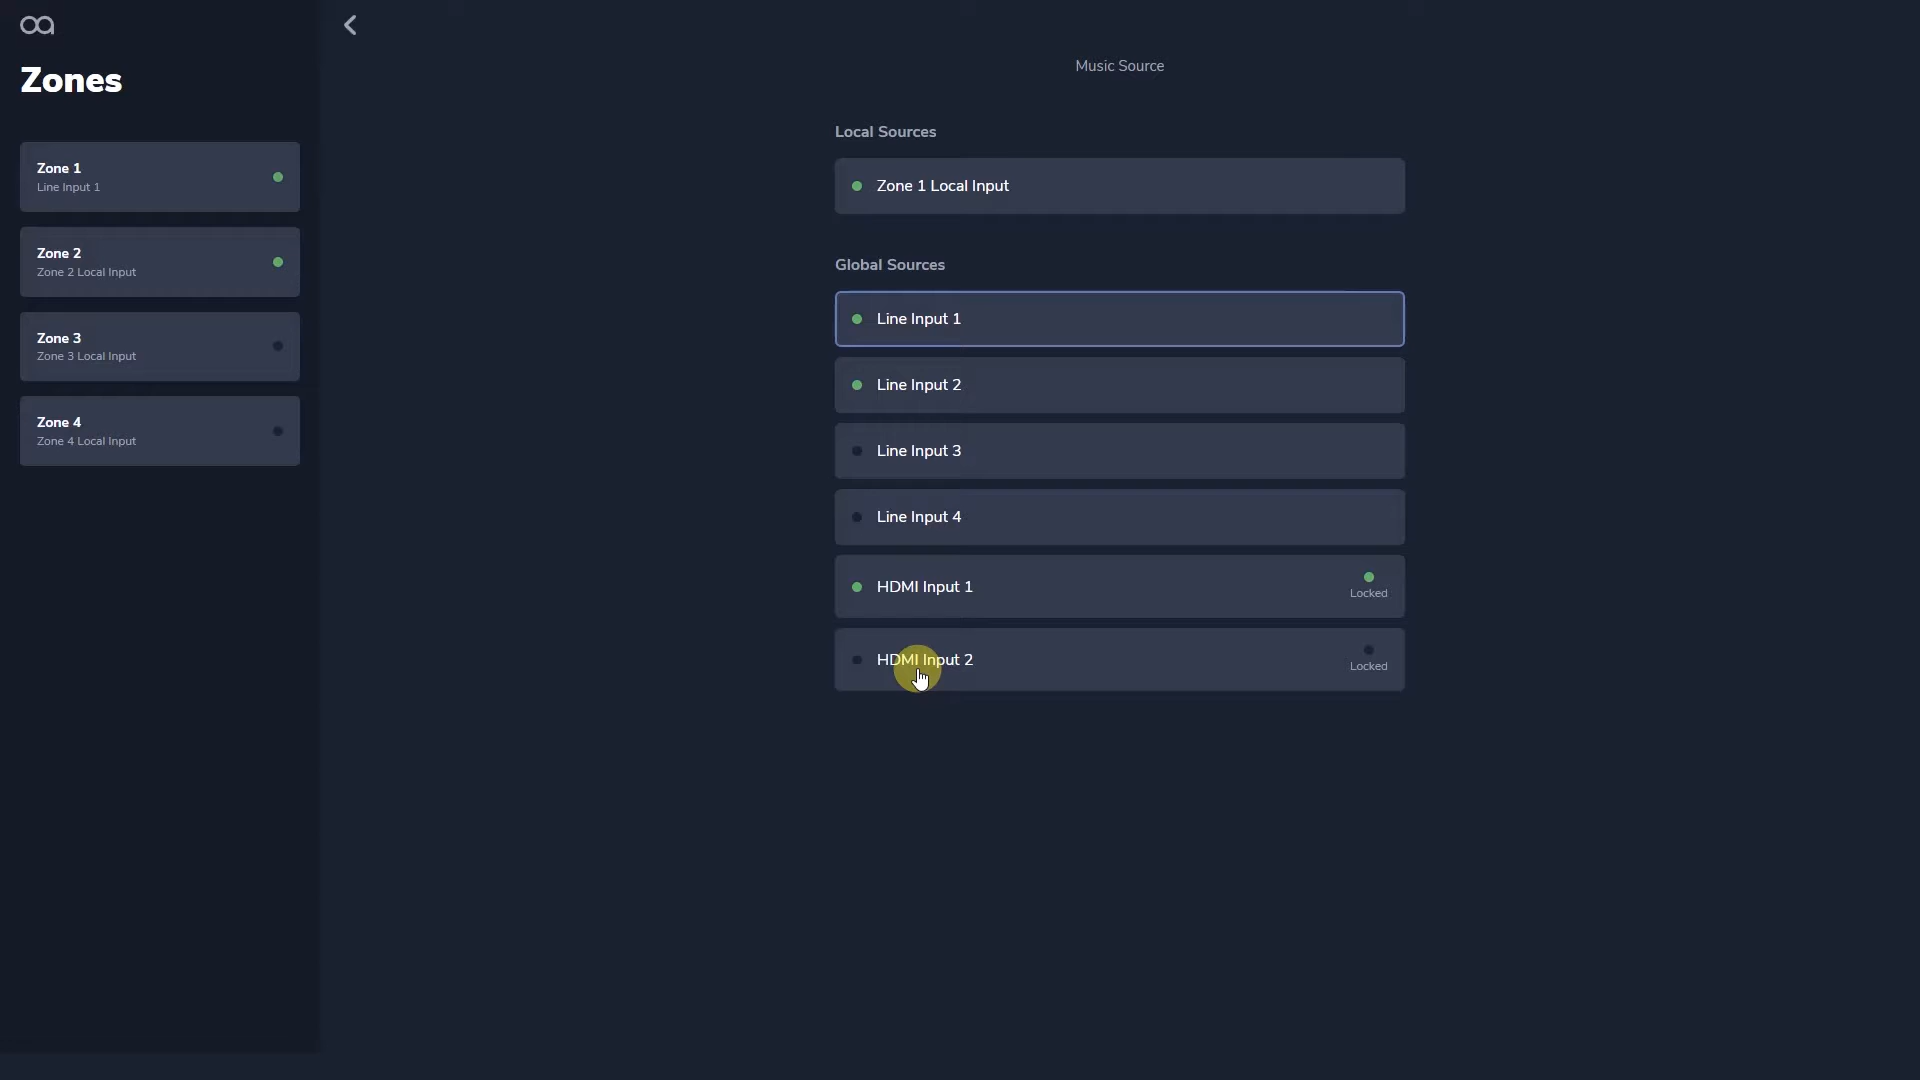 Zones
Zone 1
Line Input 1
Zone 2
Zone 2 Local Input
Zone 3
Zone 3 Local Input
Zone 4
Zone 4 Local Input
Music Source
Local Sources
Zone 1 Local Input
Global Sources
Line Input 1
Line Input 2
Line Input 3
Line Input 4
HDMI Input 1
Locked
HDMI Input 2
Locked